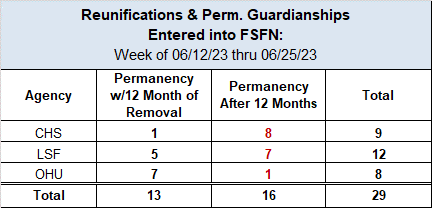 Reunifications & Perm. Guardianships
Entered into FSFN:
Week of 06/12/23 thru 06/25/23
Agency Permanency w/12 Month of Removal Permanency After 12 Months Total
CHS 1 8 9
LSF 5 7 12
OHU 7 1 8
Total 13 16 29